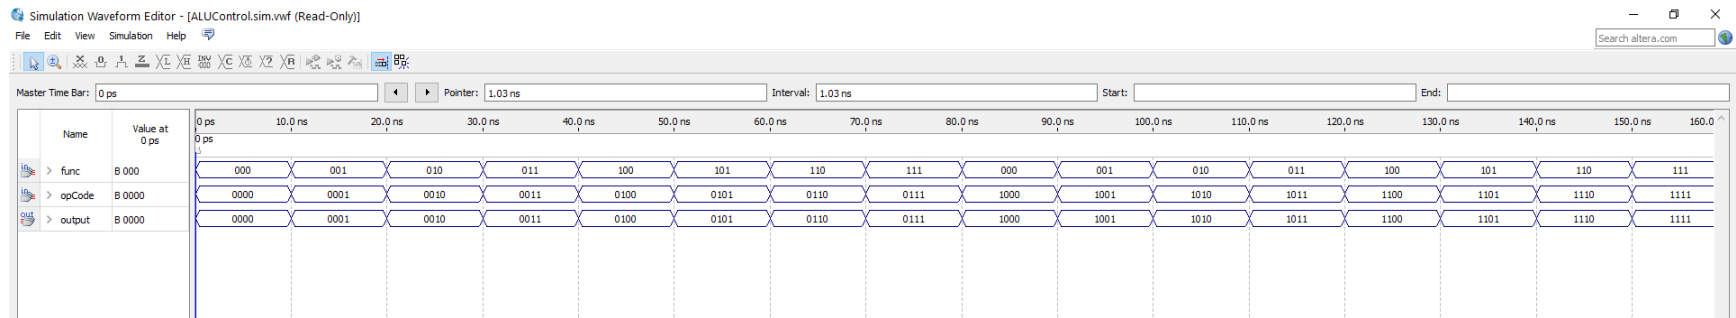 Simulation Waveform Editor - [ALUControl.sim.vwf (Read-Only)]
File Edit View Simulation Help
Search altera.com
Master Time Bar: 0 ps Pointer: 1.03 ns Interval: 1.03 ns Start: End:
Name Value at 0 ps
0 ps 10.0 ns 20.0 ns 30.0 ns 40.0 ns 50.0 ns 60.0 ns 70.0 ns 80.0 ns 90.0 ns 100.0 ns 110.0 ns 120.0 ns 130.0 ns 140.0 ns 150.0 ns 160.0
0 ps
func B 000 000 001 010 011 100 101 110 111 000 001 010 011 100 101 110 111
opCode B 0000 0000 0001 0010 0011 0100 0101 0110 0111 1000 1001 1010 1011 1100 1101 1110 1111
output B 0000 0000 0001 0010 0011 0100 0101 0110 0111 1000 1001 1010 1011 1100 1101 1110 1111